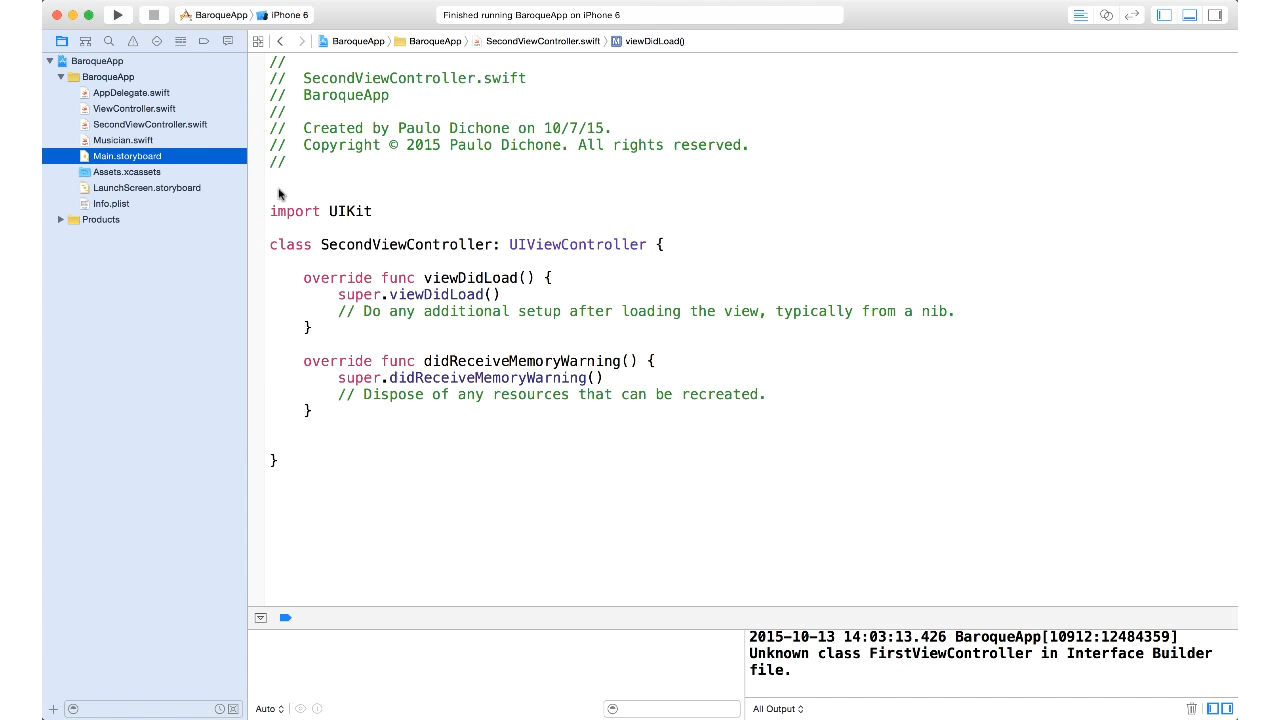 BaroqueApp
iPhone 6
Finished running BaroqueApp on iPhone 6
BaroqueApp
BaroqueApp
SecondViewController.swift
M
viewDidLoad()
BaroqueApp
BaroqueApp
AppDelegate.swift
ViewController.swift
SecondViewController.swift
Musician.swift
Main.storyboard
Assets.xcassets
LaunchScreen.storyboard
Info.plist
Products
//
//  SecondViewController.swift
//  BaroqueApp
//
//  Created by Paulo Dichone on 10/7/15.
//  Copyright © 2015 Paulo Dichone. All rights reserved.
//
import UIKit
class SecondViewController: UIViewController {
override func viewDidLoad() {
super.viewDidLoad()
// Do any additional setup after loading the view, typically from a nib.
}
override func didReceiveMemoryWarning() {
super.didReceiveMemoryWarning()
// Dispose of any resources that can be recreated.
}
}
2015-10-13 14:03:13.426 BaroqueApp[10912:12484359]
Unknown class FirstViewController in Interface Builder
file.
Auto
All Output